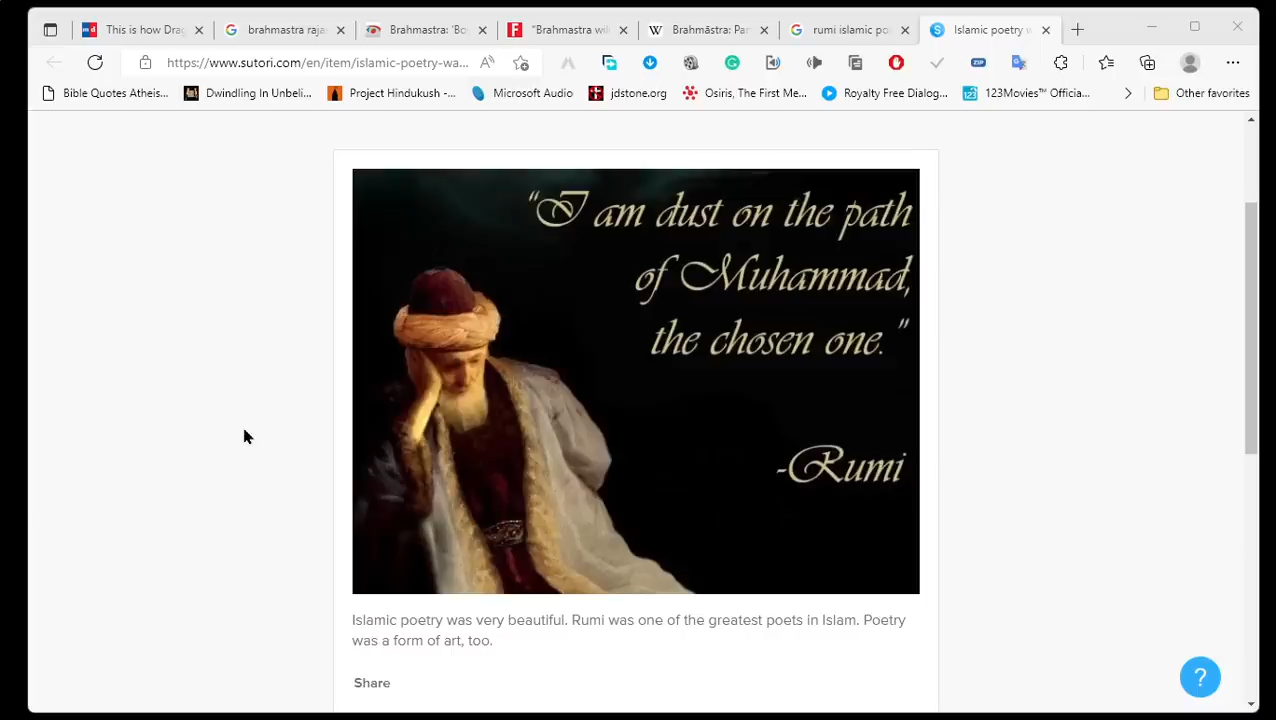 This is how Drag
brahmastra raja
Brahmastra: 'Bo
"Brahmastra wil
Brahmāstra: Par
rumi islamic po
Islamic poetry w
https://www.sutori.com/en/item/islamic-poetry-wa...
Bible Quotes Atheis...
Dwindling In Unbeli...
Project Hindukush -...
Microsoft Audio
jdstone.org
Osiris, The First Me...
Royalty Free Dialog...
123Movies™ Officia...
Other favorites
"I am dust on the path
of Muhammad,
the chosen one."
-Rumi
Islamic poetry was very beautiful. Rumi was one of the greatest poets in Islam. Poetry
was a form of art, too.
Share
?